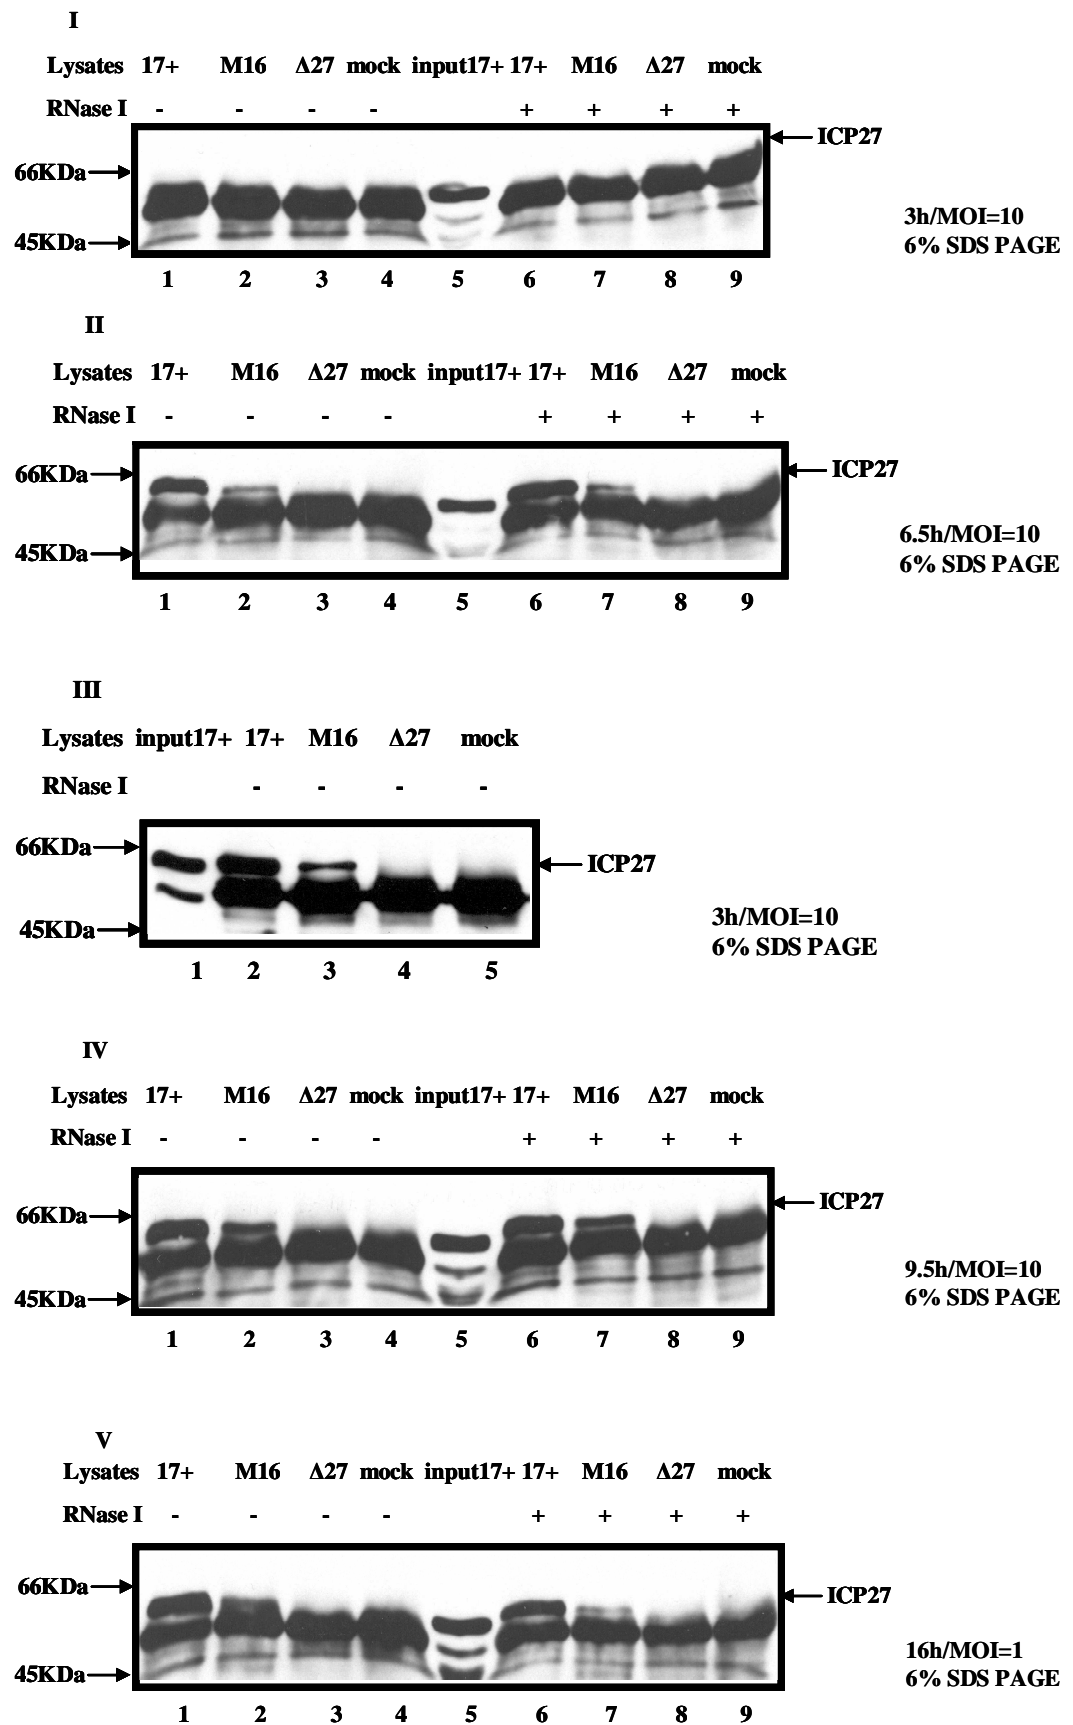 I
Lysates 17+ M16 Δ27 mock input17+ 17+ M16 Δ27 mock
RNase I - - - - + + + +
ICP27
66KDa
45KDa
3h/MOI=10
6% SDS PAGE
1 2 3 4 5 6 7 8 9
II
Lysates 17+ M16 Δ27 mock input17+ 17+ M16 Δ27 mock
RNase I - - - - + + + +
66KDa
ICP27
45KDa
6.5h/MOI=10
6% SDS PAGE
1 2 3 4 5 6 7 8 9
III
Lysates input17+ 17+ M16 Δ27 mock
RNase I - - - -
66KDa
ICP27
45KDa
3h/MOI=10
6% SDS PAGE
1 2 3 4 5
IV
Lysates 17+ M16 Δ27 mock input17+ 17+ M16 Δ27 mock
RNase I - - - - + + + +
ICP27
66KDa
45KDa
9.5h/MOI=10
6% SDS PAGE
1 2 3 4 5 6 7 8 9
V
Lysates 17+ M16 Δ27 mock input17+ 17+ M16 Δ27 mock
RNase I - - - - + + + +
66KDa
ICP27
45KDa
16h/MOI=1
6% SDS PAGE
1 2 3 4 5 6 7 8 9